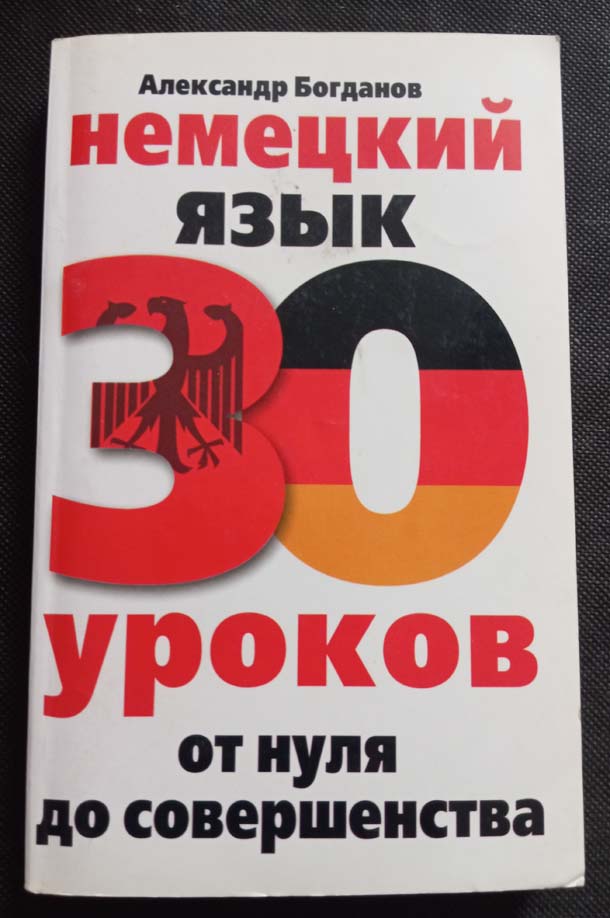 Александр Богданов
немецкий
язык
30
уроков
от нуля
до совершенства